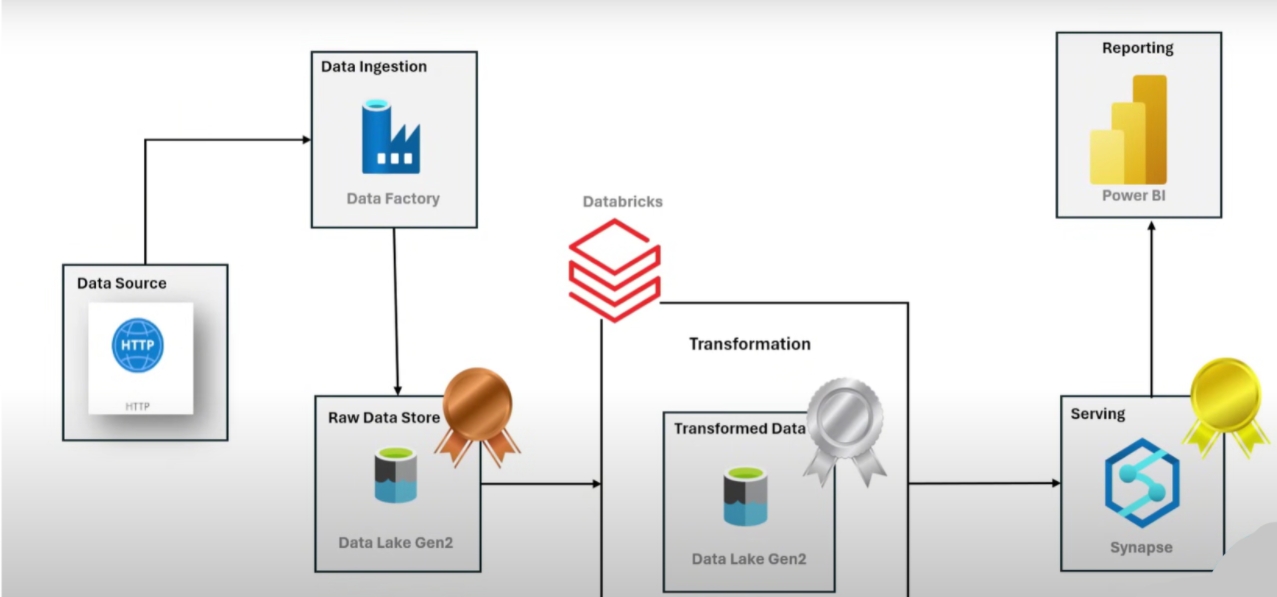 Data Source
HTTP
HTTP
Data Ingestion
Data Factory
Raw Data Store
Data Lake Gen2
Databricks
Transformation
Transformed Data
Data Lake Gen2
Serving
Synapse
Reporting
Power BI